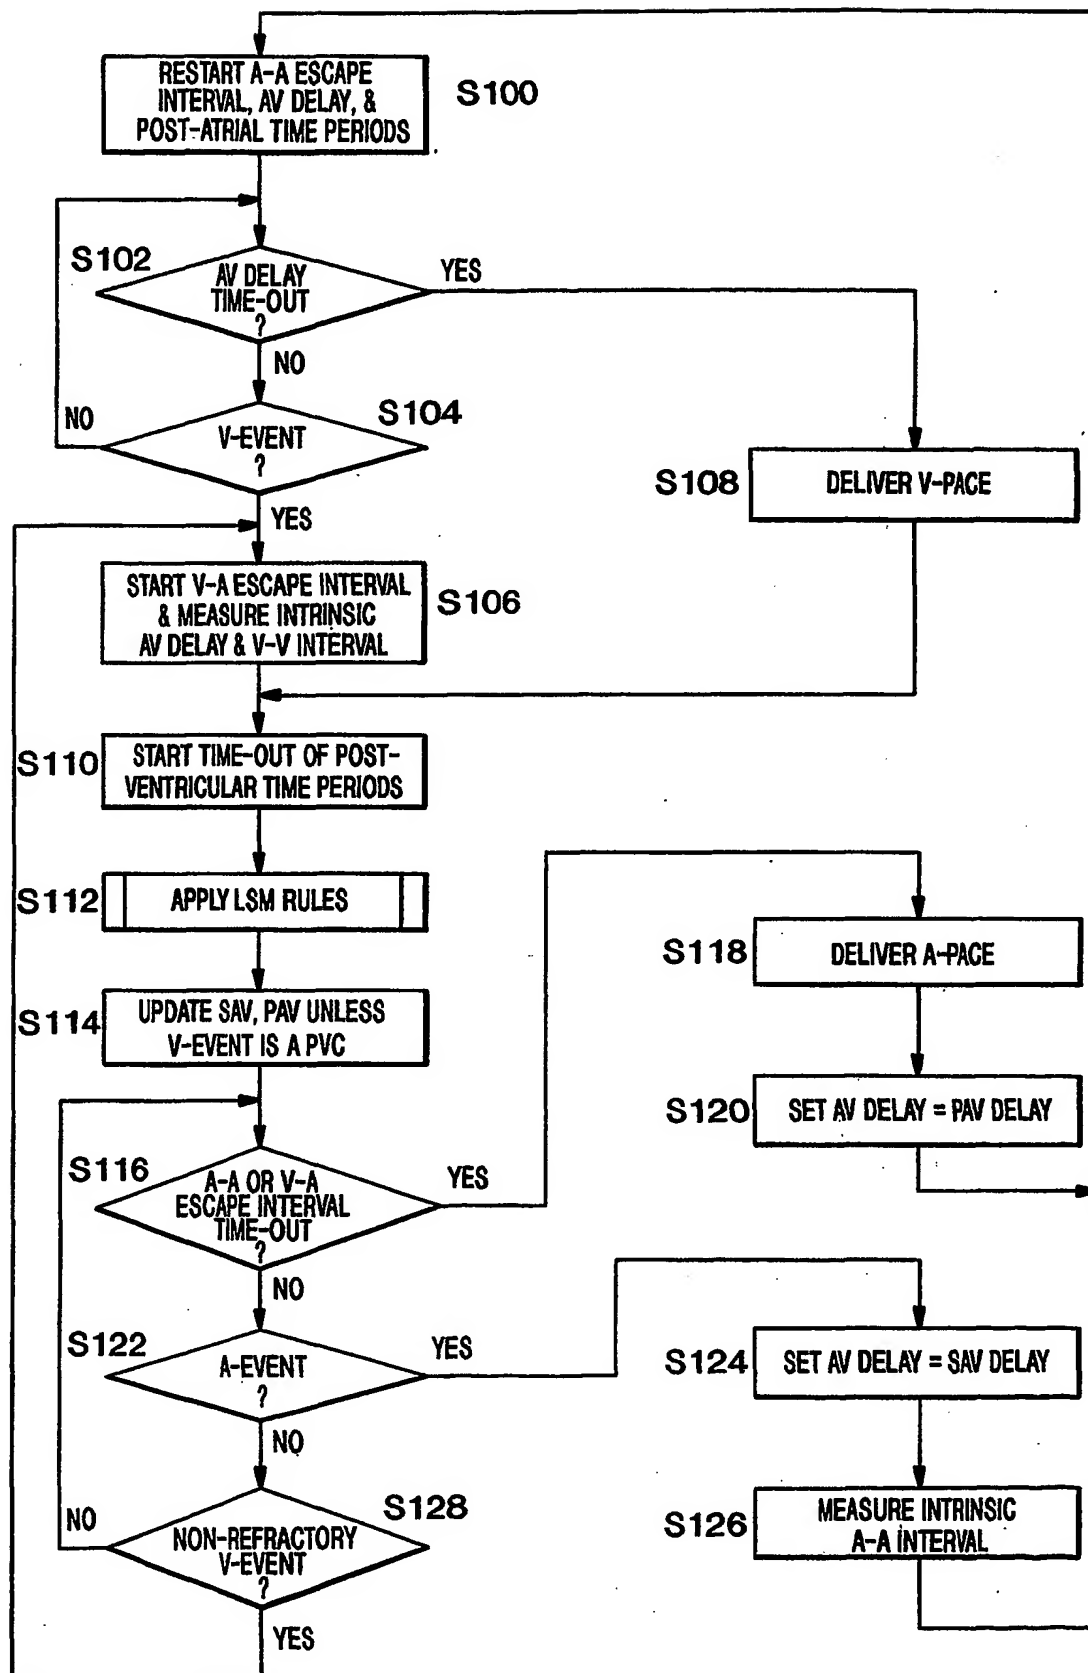 RESTART A-A ESCAPE
INTERVAL, AV DELAY, &
POST-ATRIAL TIME PERIODS
S100
S102
AV DELAY
TIME-OUT
?
YES
NO
S104
V-EVENT
?
NO
YES
S108
DELIVER V-PACE
START V-A ESCAPE INTERVAL
& MEASURE INTRINSIC
AV DELAY & V-V INTERVAL
S106
S110
START TIME-OUT OF POST-
VENTRICULAR TIME PERIODS
S112
APPLY LSM RULES
S114
UPDATE SAV, PAV UNLESS
V-EVENT IS A PVC
S118
DELIVER A-PACE
S120
SET AV DELAY = PAV DELAY
S116
A-A OR V-A
ESCAPE INTERVAL
TIME-OUT
?
YES
NO
S122
A-EVENT
?
YES
NO
S124
SET AV DELAY = SAV DELAY
S126
MEASURE INTRINSIC
A-A INTERVAL
S128
NON-REFRACTORY
V-EVENT
?
NO
YES